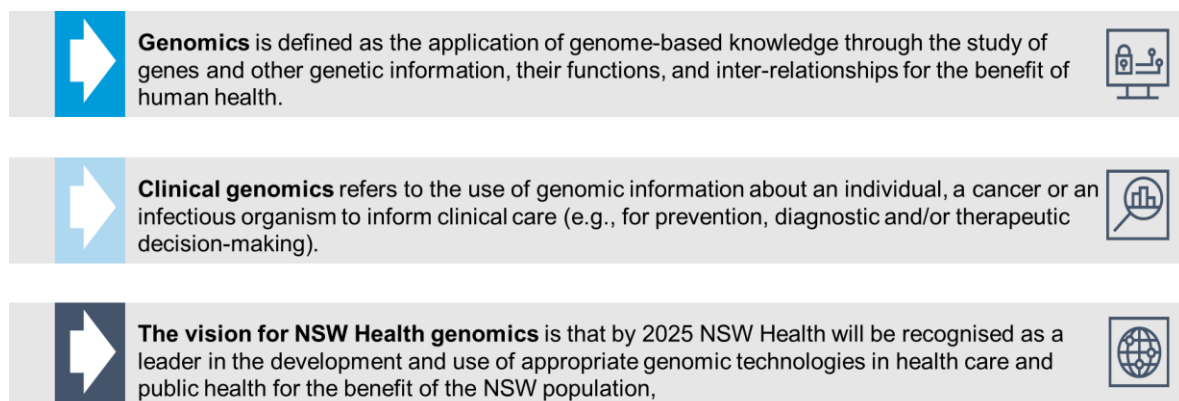 Genomics is defined as the application of genome-based knowledge through the study of
genes and other genetic information, their functions, and inter-relationships for the benefit of
human health.
Clinical genomics refers to the use of genomic information about an individual, a cancer or an
infectious organism to inform clinical care (e.g., for prevention, diagnostic and/or therapeutic
decision-making).
The vision for NSW Health genomics is that by 2025 NSW Health will be recognised as a
leader in the development and use of appropriate genomic technologies in health care and
public health for the benefit of the NSW population,